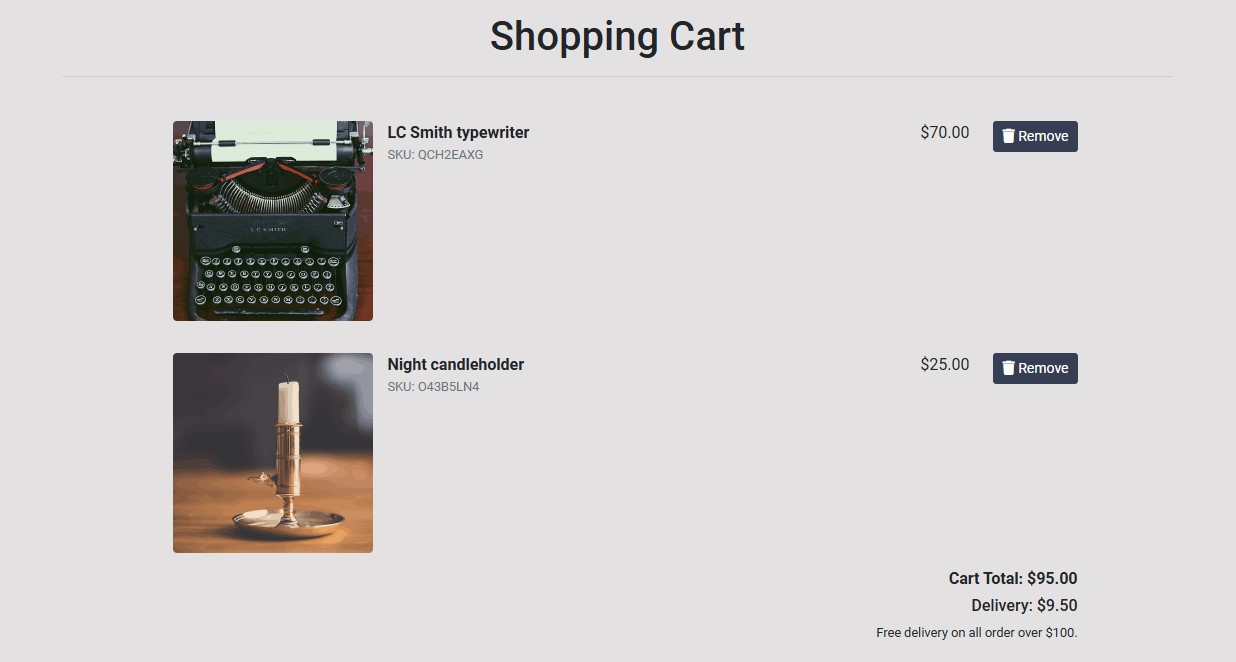 Shopping Cart
LC Smith typewriter
$70.00
Remove
SKU: QCH2EAXG
L C SMITH
Night candleholder
$25.00
Remove
SKU: O43B5LN4
Cart Total: $95.00
Delivery: $9.50
Free delivery on all order over $100.